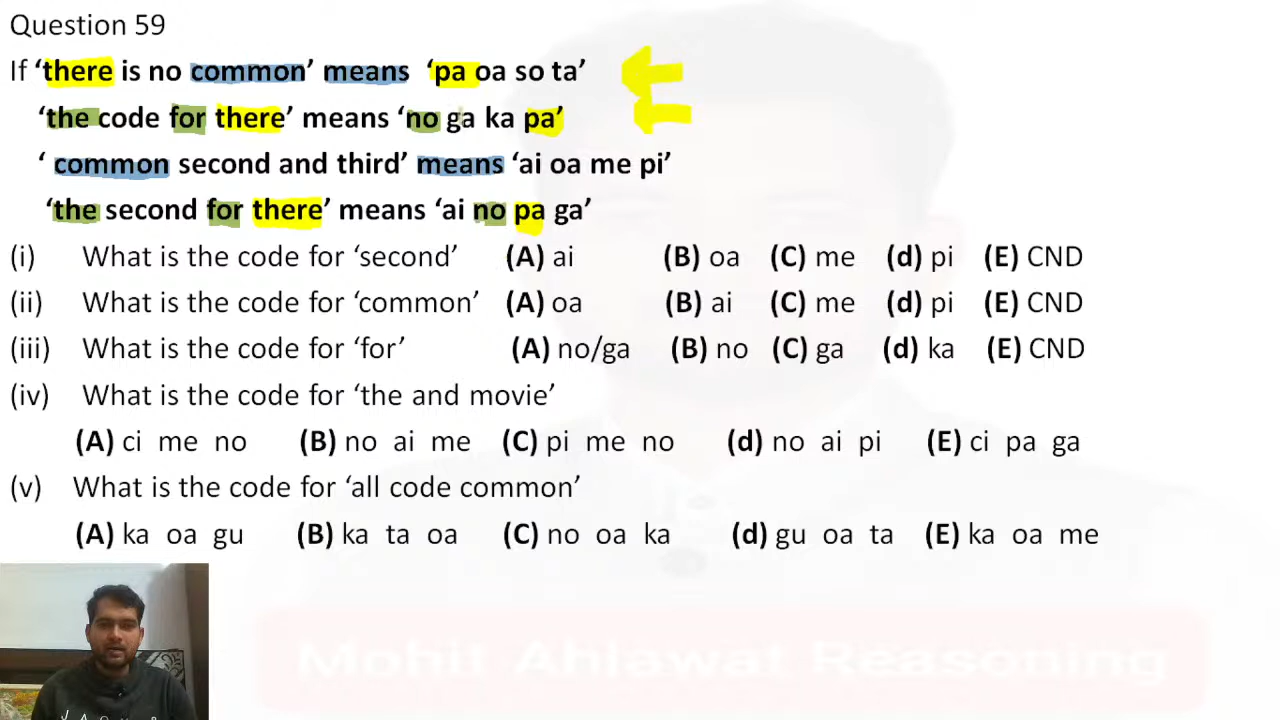 Question 59
If ‘there is no common’ means ‘pa oa so ta’
‘the code for there’ means ‘no ga ka pa’
‘ common second and third’ means ‘ai oa me pi’
‘the second for there’ means ‘ai no pa ga’
(i) What is the code for ‘second’ (A) ai (B) oa (C) me (d) pi (E) CND
(ii) What is the code for ‘common’ (A) oa (B) ai (C) me (d) pi (E) CND
(iii) What is the code for ‘for’ (A) no/ga (B) no (C) ga (d) ka (E) CND
(iv) What is the code for ‘the and movie’
(A) ci me no (B) no ai me (C) pi me no (d) no ai pi (E) ci pa ga
(v) What is the code for ‘all code common’
(A) ka oa gu (B) ka ta oa (C) no oa ka (d) gu oa ta (E) ka oa me
Mohit Ahlawat Reasoning